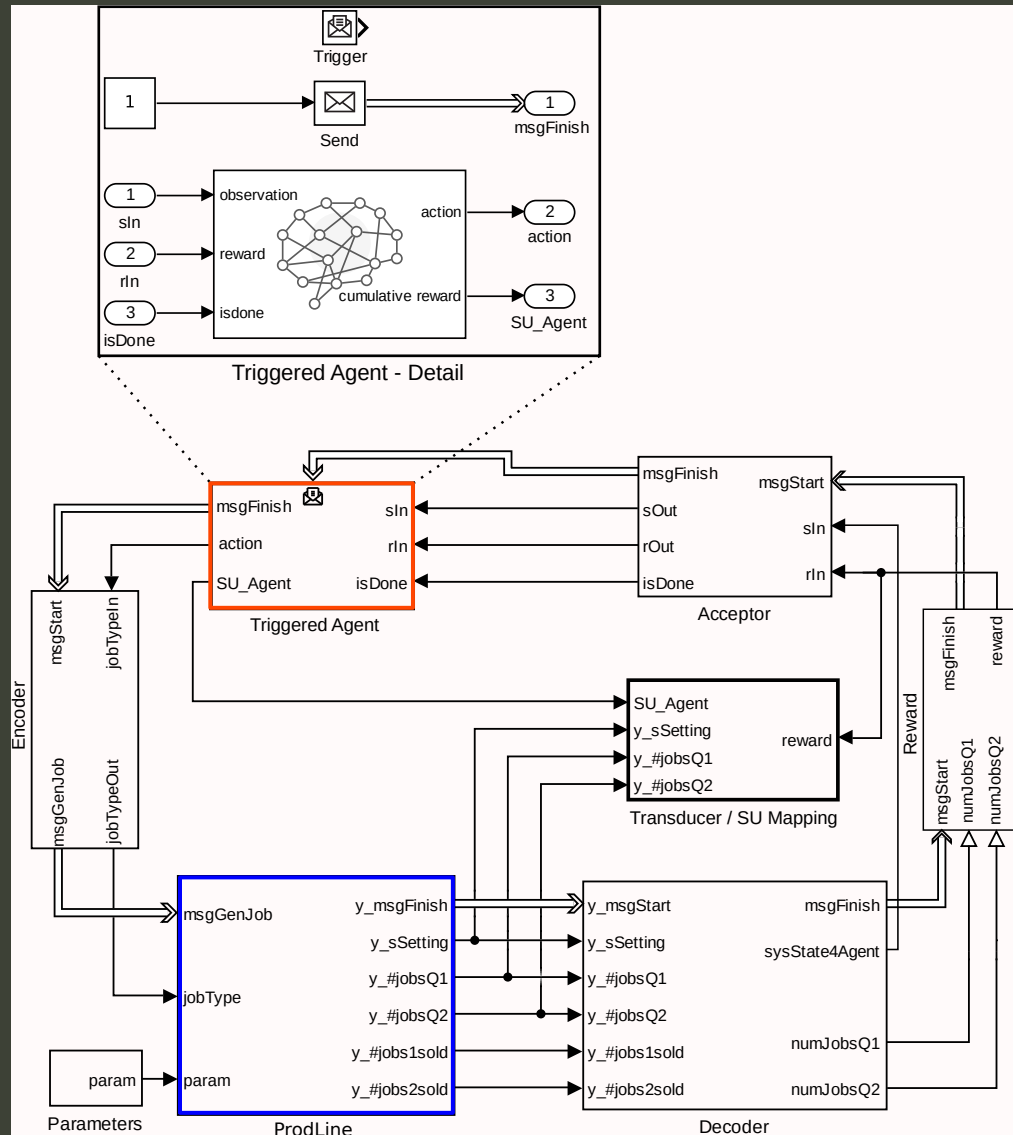 Trigger
1
Send
1
msgFinish
1
sIn
2
rIn
3
isDone
observation
reward
isdone
action
cumulative reward
2
action
3
SU_Agent
Triggered Agent - Detail
msgFinish
action
SU_Agent
sIn
rIn
isDone
Triggered Agent
msgFinish
sOut
rOut
isDone
msgStart
sIn
rIn
Acceptor
Encoder
msgStart
jobTypeIn
msgGenJob
jobTypeOut
SU_Agent
y_sSetting
y_#jobsQ1
y_#jobsQ2
reward
Transducer / SU Mapping
Reward
msgFinish
reward
msgStart
numJobsQ1
numJobsQ2
msgGenJob
jobType
param
y_msgFinish
y_sSetting
y_#jobsQ1
y_#jobsQ2
y_#jobs1sold
y_#jobs2sold
ProdLine
param
Parameters
y_msgStart
y_sSetting
y_#jobsQ1
y_#jobsQ2
y_#jobs1sold
y_#jobs2sold
msgFinish
sysState4Agent
numJobsQ1
numJobsQ2
Decoder